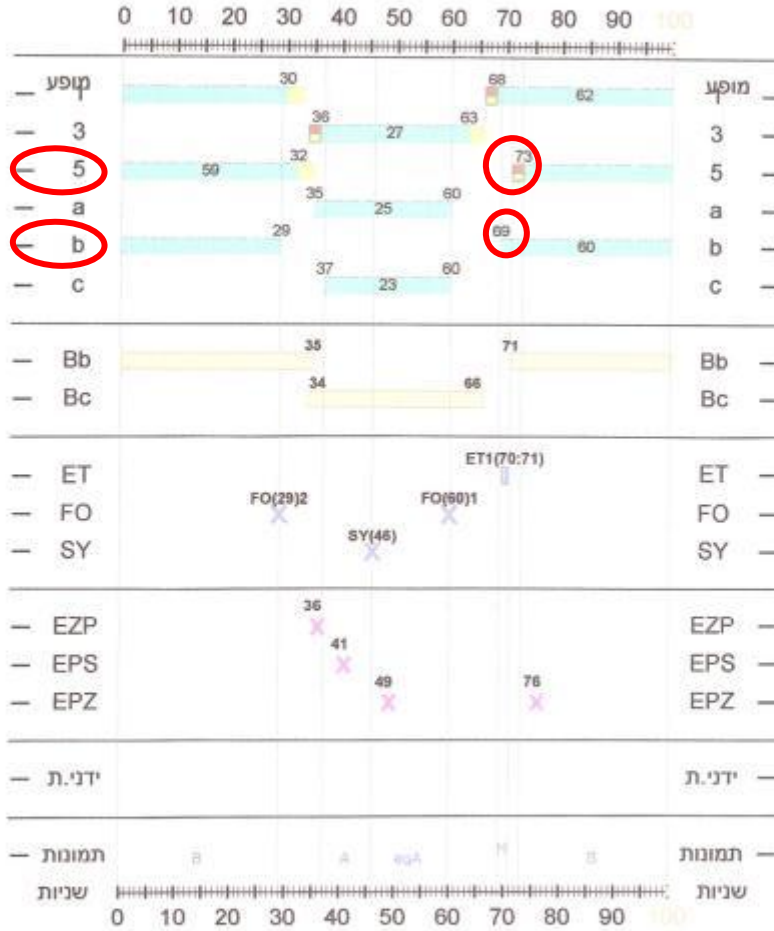 0 10 20 30 40 50 60 70 80 90 100
מופע 30 68 מופע
1 62 1
3 36 27 63 3
5 59 32 73 5
a 35 25 60 a
b 29 69 60 b
c 37 23 60 c
Bb 35 71 Bb
Bc 34 66 Bc
ET ET1(70:71) ET
FO FO(29)2 FO(60)1 FO
SY SY(46) SY
EZP 36 EZP
EPS 41 EPS
EPZ 49 76 EPZ
ידני.ת ידני.ת
תמונות B A eqA M B תמונות
שניות שניות
0 10 20 30 40 50 60 70 80 90 100